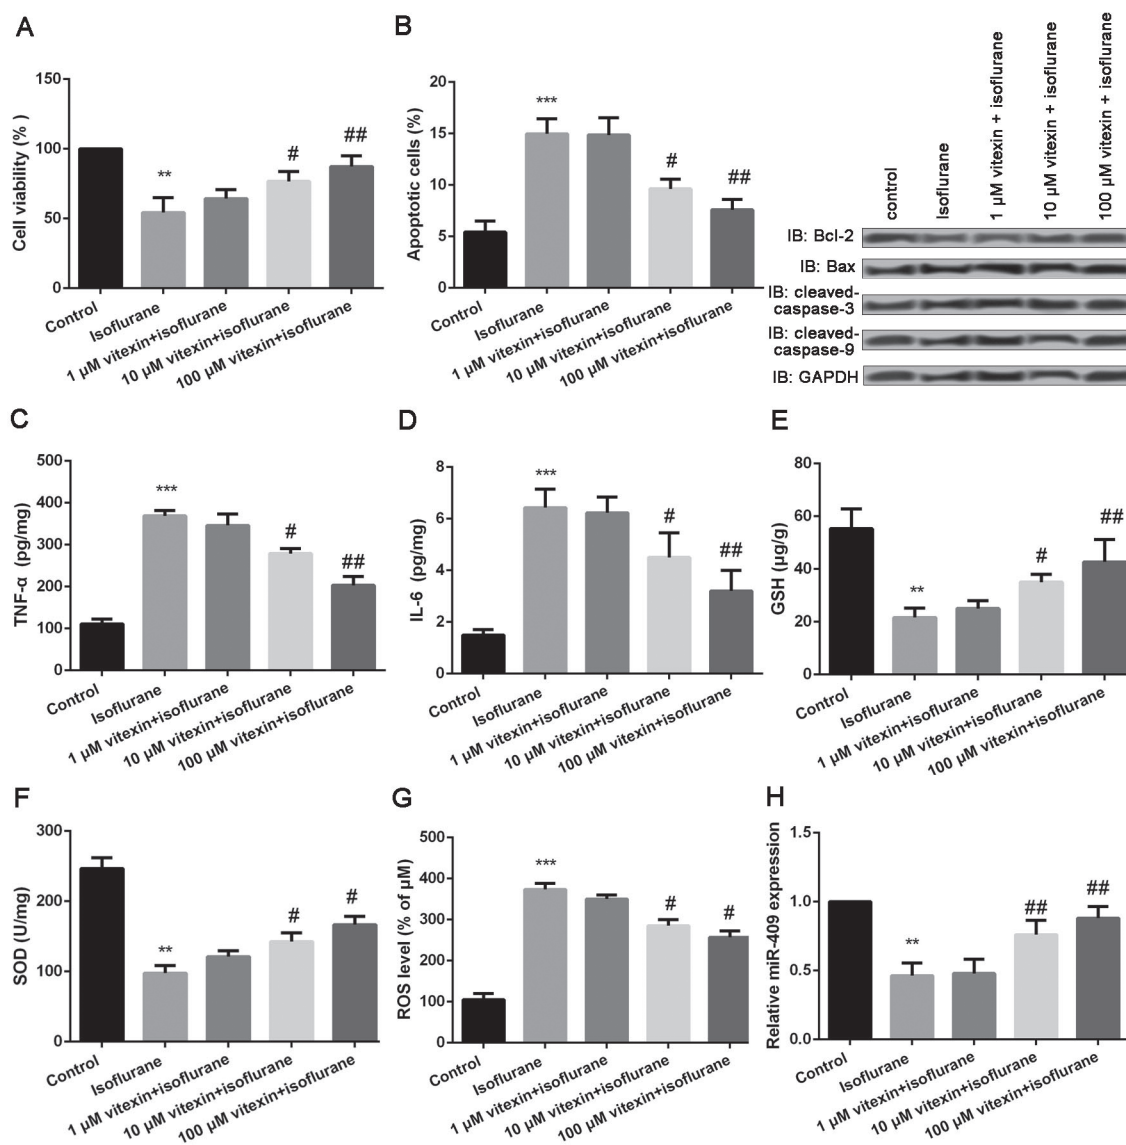 A
Cell viability (% )
150
100
50
0
**
#
##
Control
Isoflurane
1 µM vitexin+isoflurane
10 µM vitexin+isoflurane
100 µM vitexin+isoflurane
B
Apoptotic cells (%)
20
15
10
5
0
***
#
##
Control
Isoflurane
1 µM vitexin+isoflurane
10 µM vitexin+isoflurane
100 µM vitexin+isoflurane
control
Isoflurane
1 µM vitexin + isoflurane
10 µM vitexin + isoflurane
100 µM vitexin + isoflurane
IB: Bcl-2
IB: Bax
IB: cleaved-
caspase-3
IB: cleaved-
caspase-9
IB: GAPDH
C
TNF-α (pg/mg)
500
400
300
200
100
0
***
#
##
Control
Isoflurane
1 µM vitexin+isoflurane
10 µM vitexin+isoflurane
100 µM vitexin+isoflurane
D
IL-6 (pg/mg)
8
6
4
2
0
***
#
##
Control
Isoflurane
1 µM vitexin+isoflurane
10 µM vitexin+isoflurane
100 µM vitexin+isoflurane
E
GSH (µg/g)
80
60
40
20
0
**
#
##
Control
Isoflurane
1 µM vitexin+isoflurane
10 µM vitexin+isoflurane
100 µM vitexin+isoflurane
F
SOD (U/mg)
300
200
100
0
**
#
#
Control
Isoflurane
1 µM vitexin+isoflurane
10 µM vitexin+isoflurane
100 µM vitexin+isoflurane
G
ROS level (% of µM)
500
400
300
200
100
0
***
#
#
Control
Isoflurane
1 µM vitexin+isoflurane
10 µM vitexin+isoflurane
100 µM vitexin+isoflurane
H
Relative miR-409 expression
1.5
1.0
0.5
0.0
**
##
##
Control
Isoflurane
1 µM vitexin+isoflurane
10 µM vitexin+isoflurane
100 µM vitexin+isoflurane